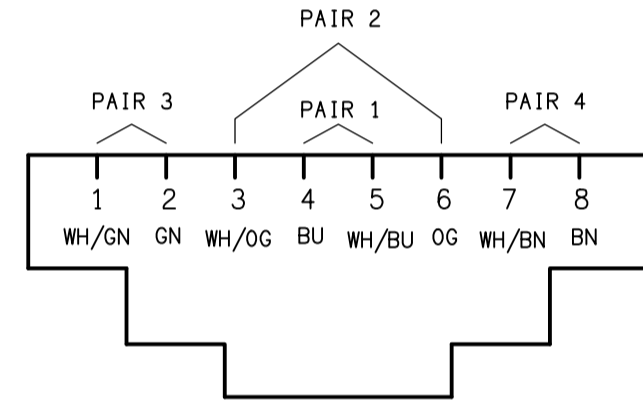 PAIR 2
PAIR 3 PAIR 1 PAIR 4
1 2 3 4 5 6 7 8
WH/GN GN WH/OG BU WH/BU OG WH/BN BN